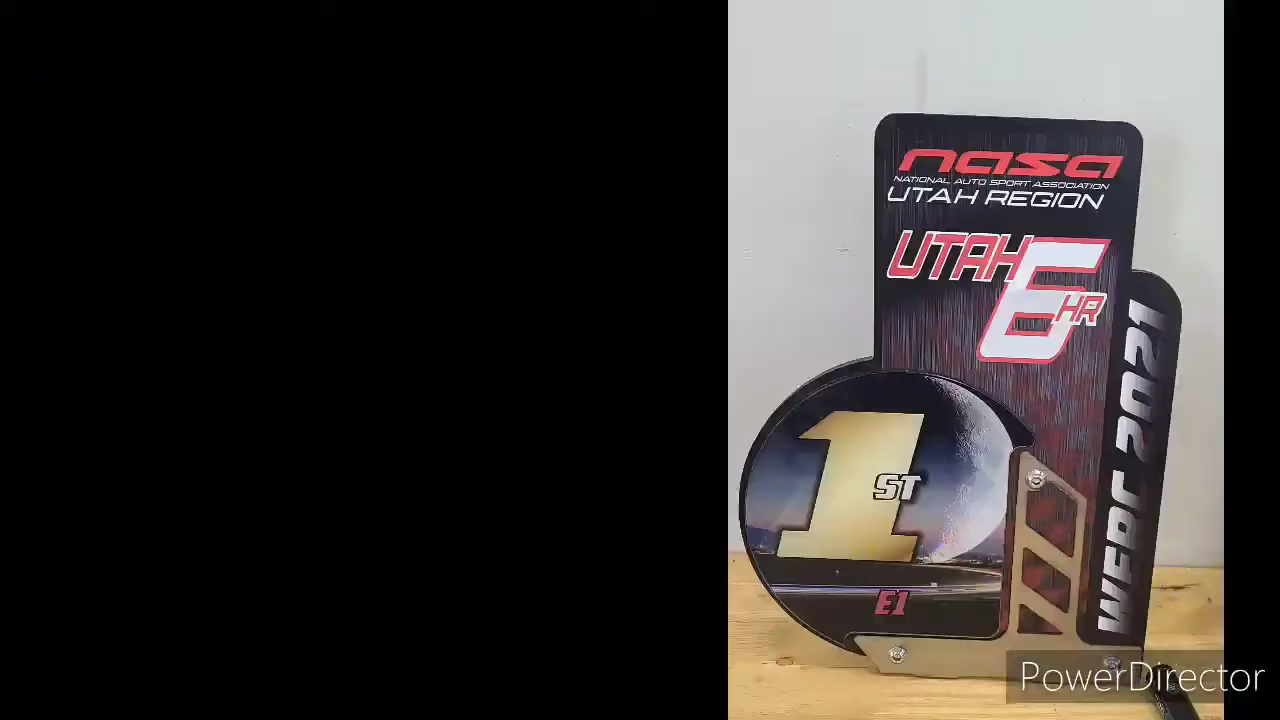 nasa
NATIONAL AUTO SPORT ASSOCIATION
UTAH REGION
UTAH 6 HR
WERC 2021
1 ST
E1
PowerDirector